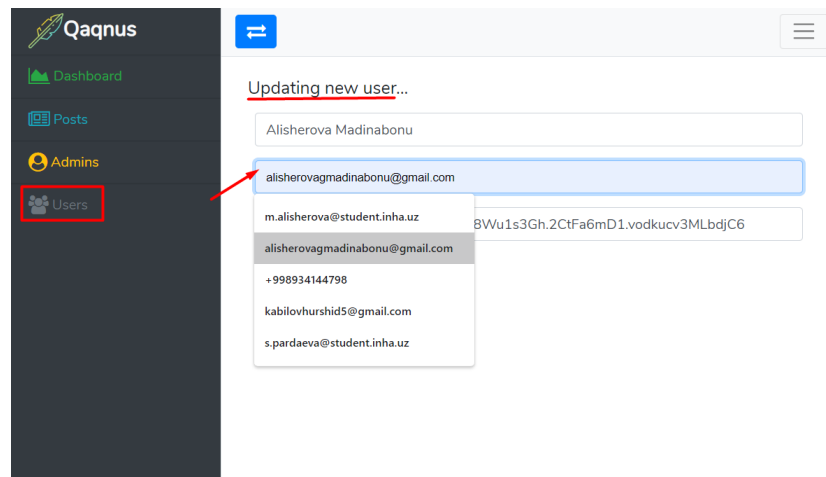 Qaqnus
Dashboard
Posts
Admins
Users
Updating new user...
Alisherova Madinabonu
alisherovagmadinabonu@gmail.com
8Wu1s3Gh.2CtFa6mD1.vodkucv3MLbdjC6
m.alisherova@student.inha.uz
alisherovagmadinabonu@gmail.com
+998934144798
kabilovhurshid5@gmail.com
s.pardaeva@student.inha.uz